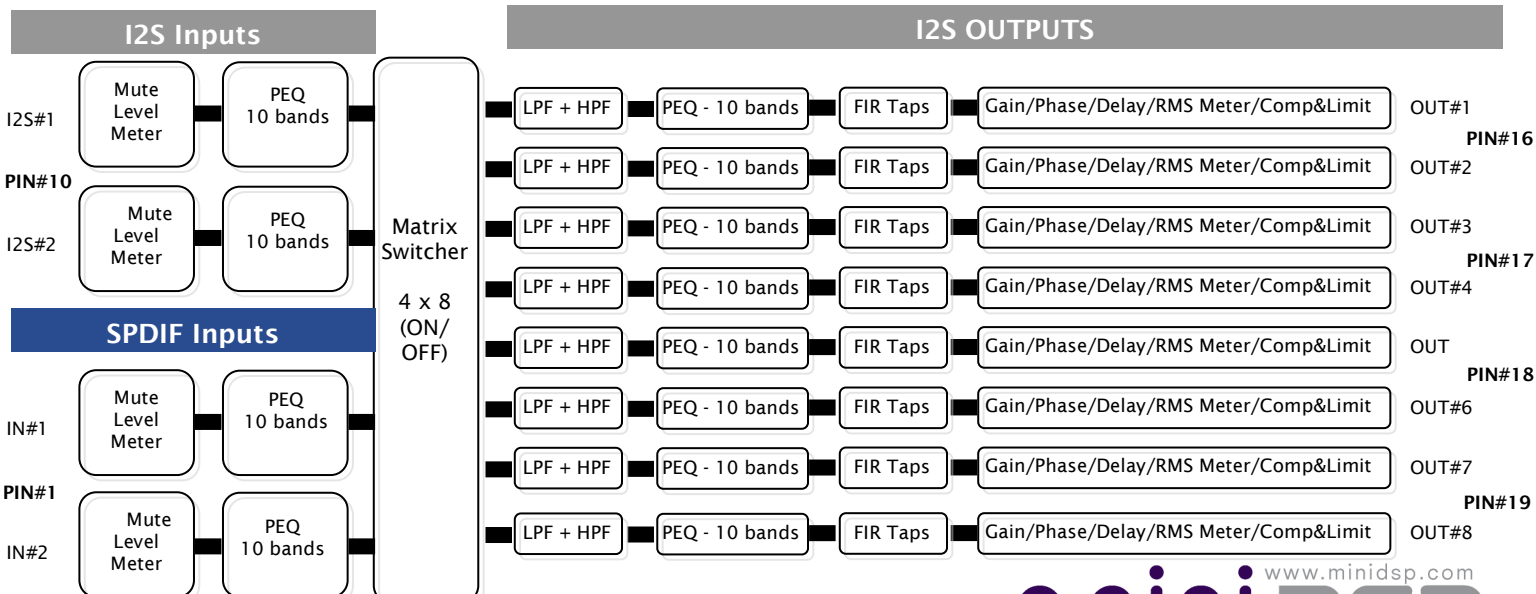 I2S Inputs
I2S OUTPUTS
I2S#1
Mute
Level
Meter
PEQ
10 bands
PIN#10
I2S#2
Mute
Level
Meter
PEQ
10 bands
SPDIF Inputs
IN#1
Mute
Level
Meter
PEQ
10 bands
PIN#1
IN#2
Mute
Level
Meter
PEQ
10 bands
Matrix
Switcher
4 x 8
(ON/
OFF)
LPF + HPF PEQ - 10 bands FIR Taps Gain/Phase/Delay/RMS Meter/Comp&Limit OUT#1
PIN#16
LPF + HPF PEQ - 10 bands FIR Taps Gain/Phase/Delay/RMS Meter/Comp&Limit OUT#2
LPF + HPF PEQ - 10 bands FIR Taps Gain/Phase/Delay/RMS Meter/Comp&Limit OUT#3
PIN#17
LPF + HPF PEQ - 10 bands FIR Taps Gain/Phase/Delay/RMS Meter/Comp&Limit OUT#4
LPF + HPF PEQ - 10 bands FIR Taps Gain/Phase/Delay/RMS Meter/Comp&Limit OUT
PIN#18
LPF + HPF PEQ - 10 bands FIR Taps Gain/Phase/Delay/RMS Meter/Comp&Limit OUT#6
LPF + HPF PEQ - 10 bands FIR Taps Gain/Phase/Delay/RMS Meter/Comp&Limit OUT#7
PIN#19
LPF + HPF PEQ - 10 bands FIR Taps Gain/Phase/Delay/RMS Meter/Comp&Limit OUT#8
www.minidsp.com